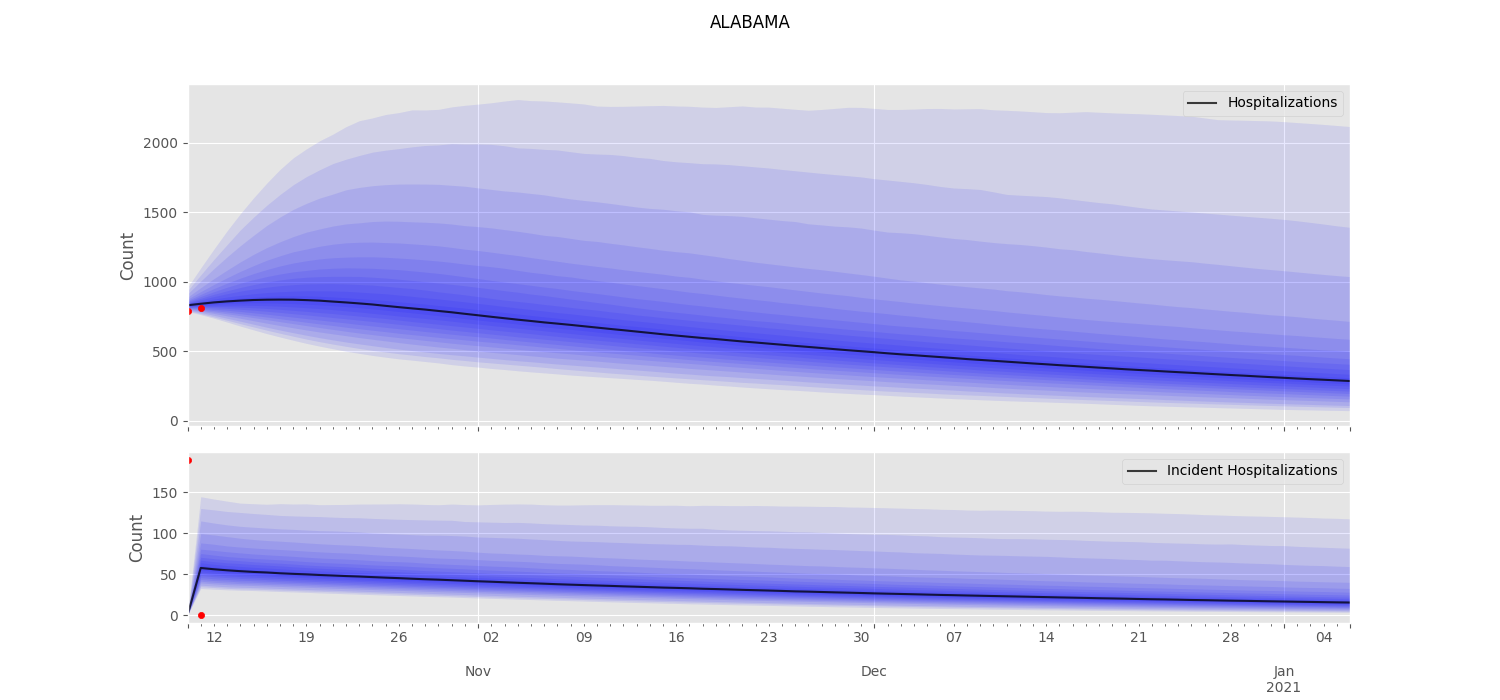 ALABAMA
Hospitalizations
Count
2000
1500
1000
500
0
Incident Hospitalizations
Count
150
100
50
0
12 19 26 02 09 16 23 30 07 14 21 28 04
Nov Dec Jan
2021